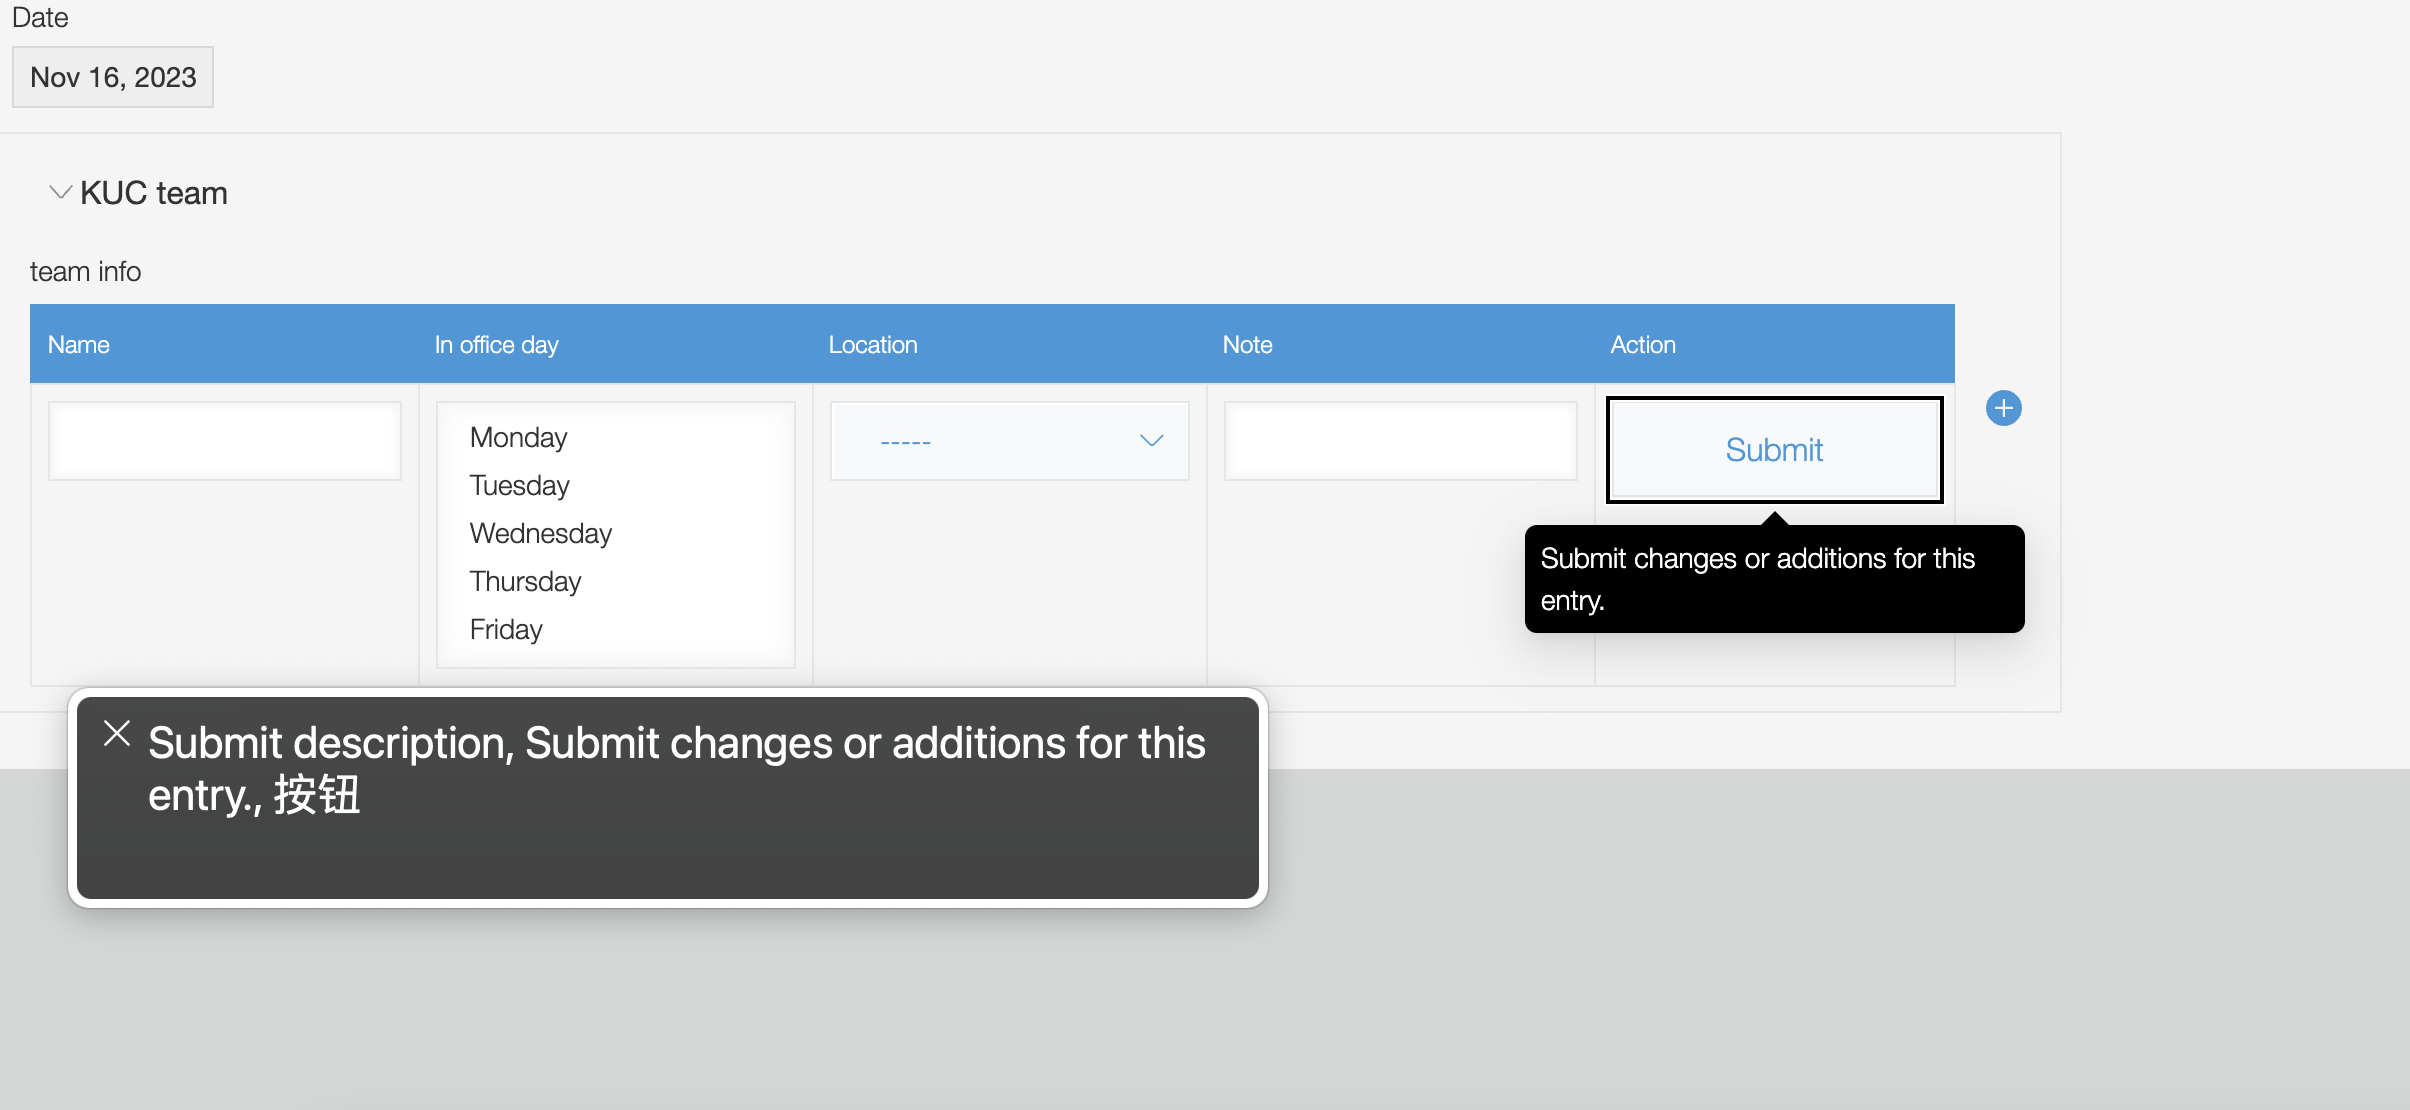 Date
Nov 16, 2023
KUC team
team info
Name In office day Location Note Action
Monday
Tuesday
Wednesday
Thursday
Friday
-----
Submit
Submit changes or additions for this
entry.
Submit description, Submit changes or additions for this
entry., 按钮